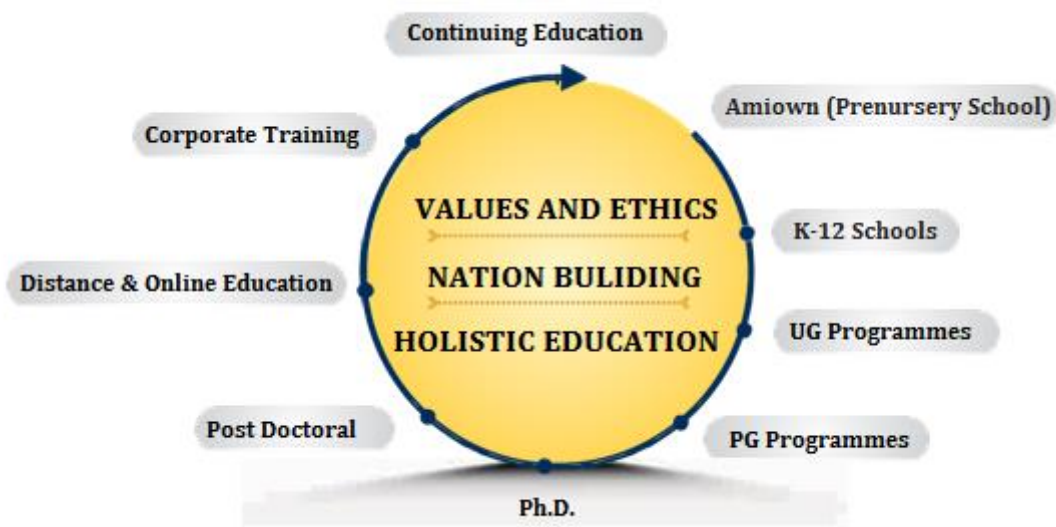 Continuing Education
Amiown (Prenursery School)
Corporate Training
VALUES AND ETHICS
K-12 Schools
NATION BULIDING
Distance & Online Education
UG Programmes
HOLISTIC EDUCATION
Post Doctoral
PG Programmes
Ph.D.